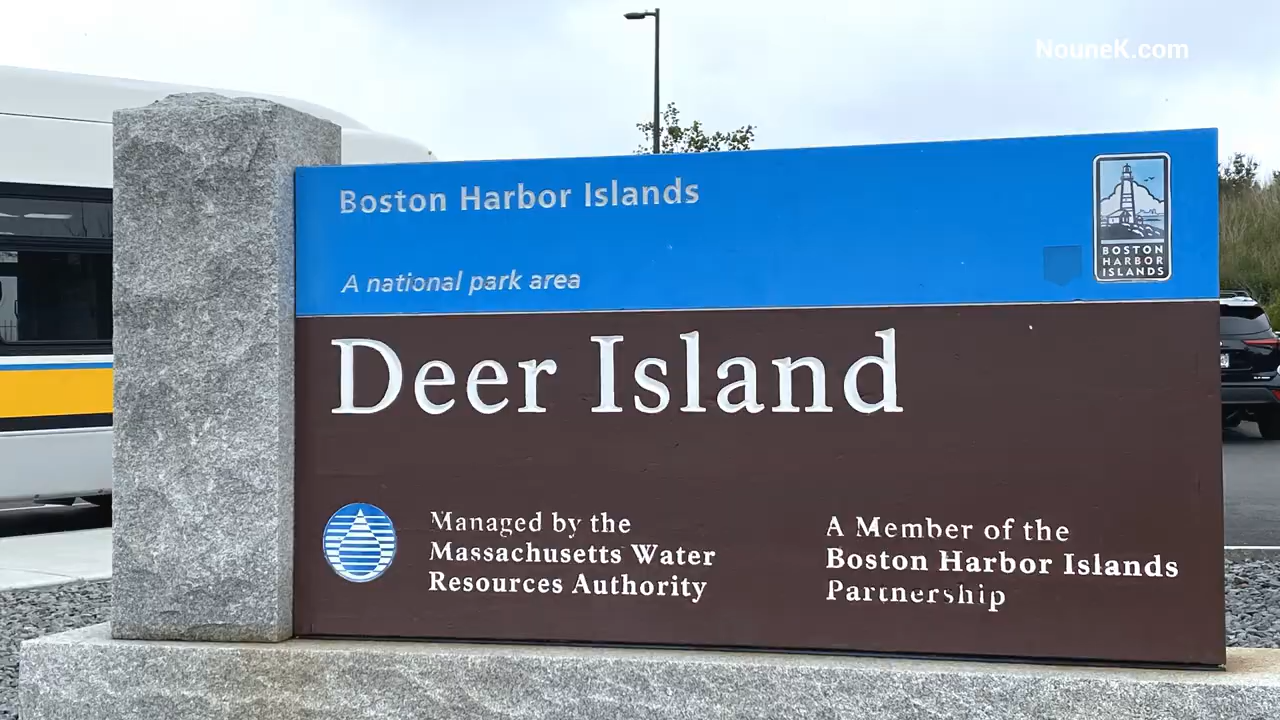 NouneK.com
Boston Harbor Islands
A national park area
BOSTON
HARBOR
ISLANDS
Deer Island
Managed by the
Massachusetts Water
Resources Authority
A Member of the
Boston Harbor Islands
Partnership